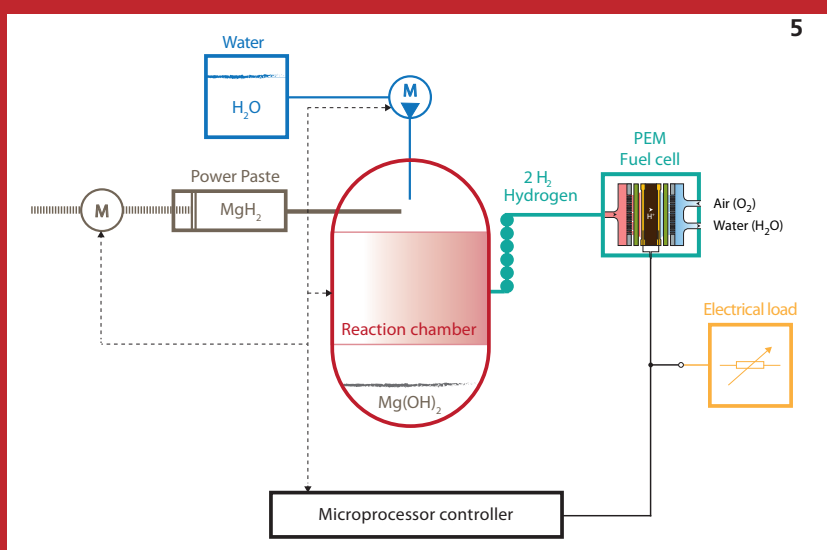 5
Water
H₂O
M
PEM
Fuel cell
Power Paste
MgH₂
M
2 H₂
Hydrogen
H⁺
Air (O₂)
Water (H₂O)
Electrical load
Reaction chamber
Mg(OH)₂
Microprocessor controller